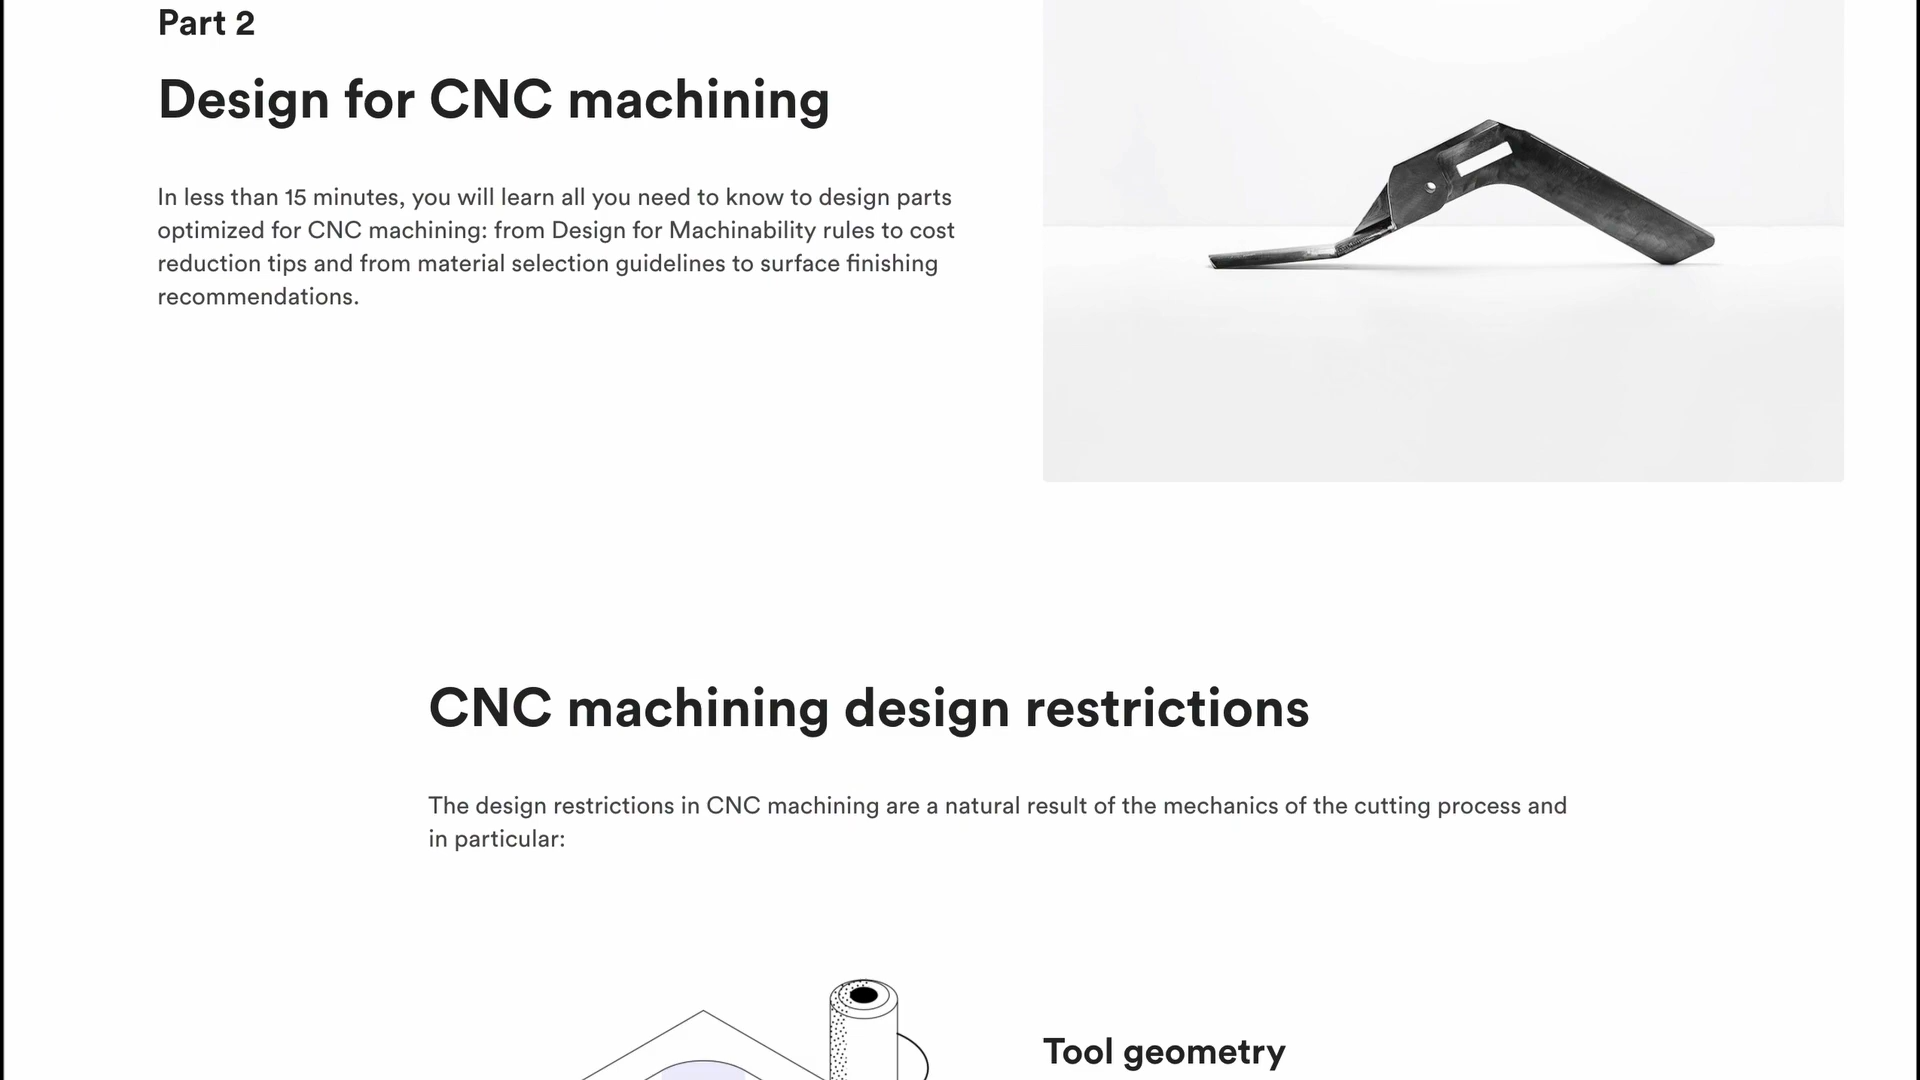 Part 2
Design for CNC machining
In less than 15 minutes, you will learn all you need to know to design parts
optimized for CNC machining: from Design for Machinability rules to cost
reduction tips and from material selection guidelines to surface finishing
recommendations.
CNC machining design restrictions
The design restrictions in CNC machining are a natural result of the mechanics of the cutting process and
in particular:
Tool geometry